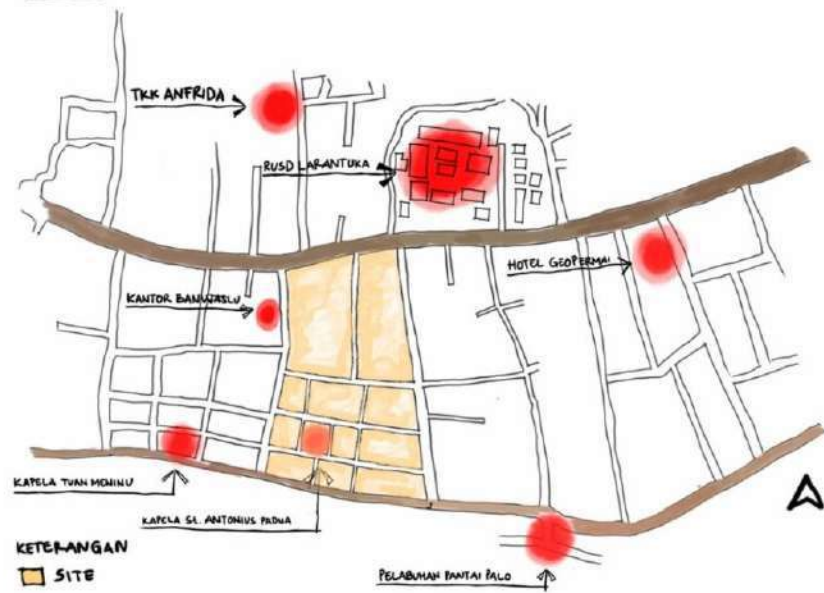 TKK ANFRIDA
RUSD LARANTUKA
HOTEL GEOPERMAI
KANTOR BANWASLU
KAPELA TUAN MENINU
KAPELA St. ANTONIUS PADUA
KETERANGAN
SITE
PELABUHAN PANTAI PALO